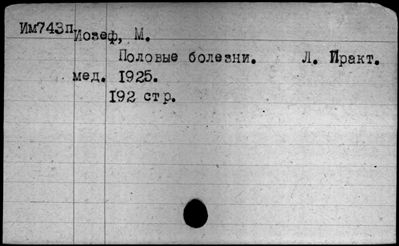 Им743п Иозеф, М.
Половые болезни. Л. Практ.
мед. 1925.
192 стр.